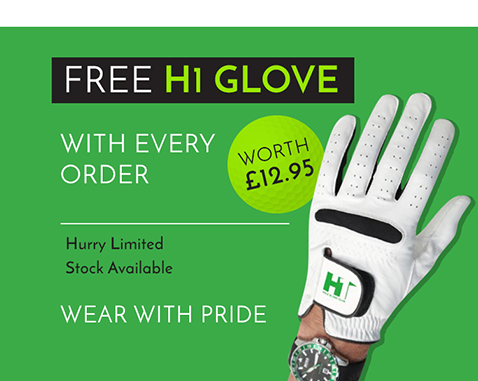 FREE H1 GLOVE
WITH EVERY
ORDER
WORTH
£12.95
Hurry Limited
Stock Available
WEAR WITH PRIDE
H1